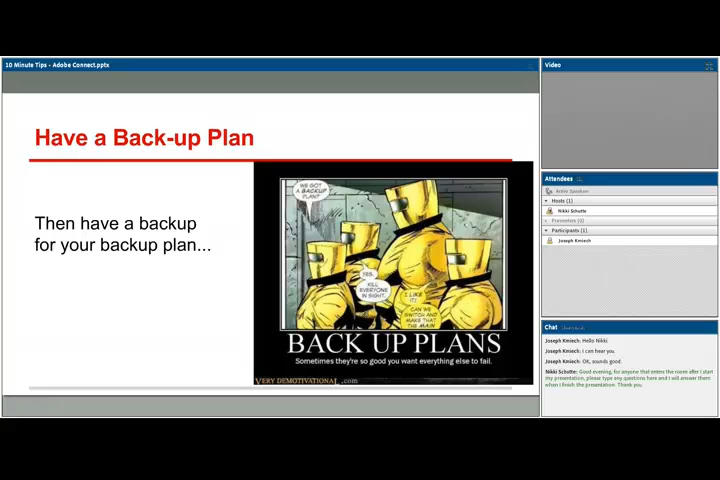 10 Minute Tips - Adobe Connect.pptx
Have a Back-up Plan
Then have a backup
for your backup plan...
WE GOT
A BACKUP
PLAN?
YES.
KILL
EVERYONE
IN SIGHT.
I LIKE
IT!
CAN WE
SWITCH AND
MAKE THAT
THE MAIN
BACK UP PLANS
Sometimes they're so good you want everything else to fail.
VERY DEMOTIVATIONAL .com
Video
Attendees
Active Speakers
Hosts (1)
Nikki Schutte
Presenters (0)
Participants (1)
Joseph Kmiech
Chat
Joseph Kmiech: Hello Nikki
Joseph Kmiech: I can hear you.
Joseph Kmiech: OK, sounds good.
Nikki Schutte: Good evening, for anyone that enters the room after I start
my presentation, please type any questions here and I will answer them
when I finish the presentation. Thank you.